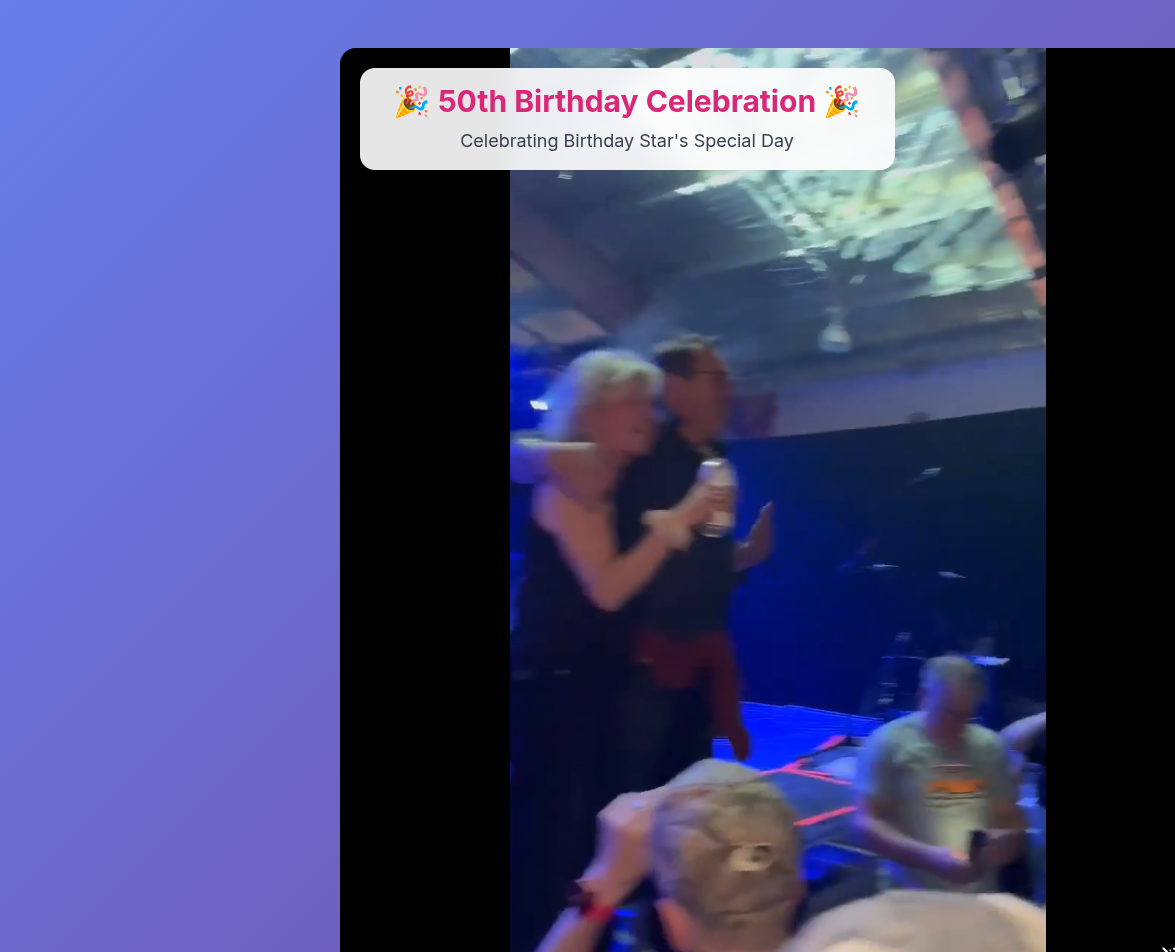 🎉 50th Birthday Celebration 🎉
Celebrating Birthday Star's Special Day